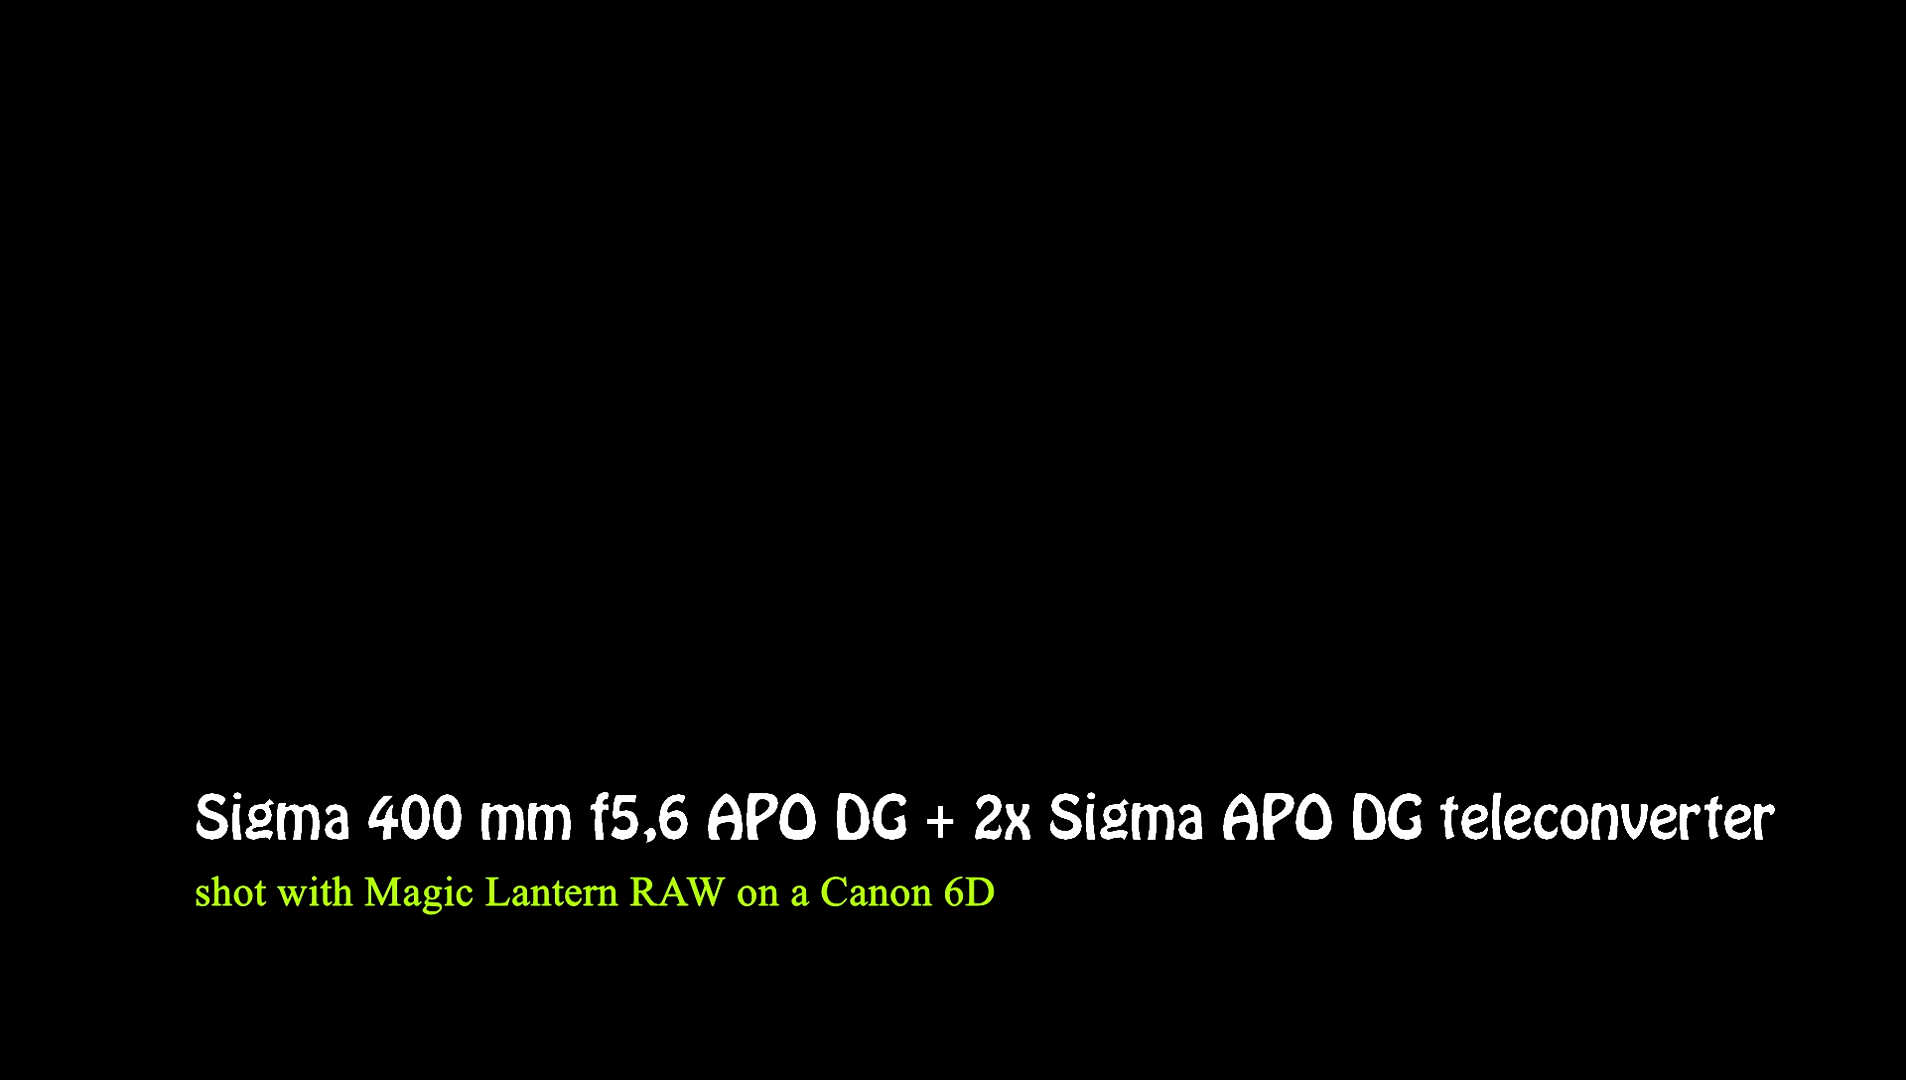 Sigma 400 mm f5,6 APO DG + 2x Sigma APO DG teleconverter
shot with Magic Lantern RAW on a Canon 6D